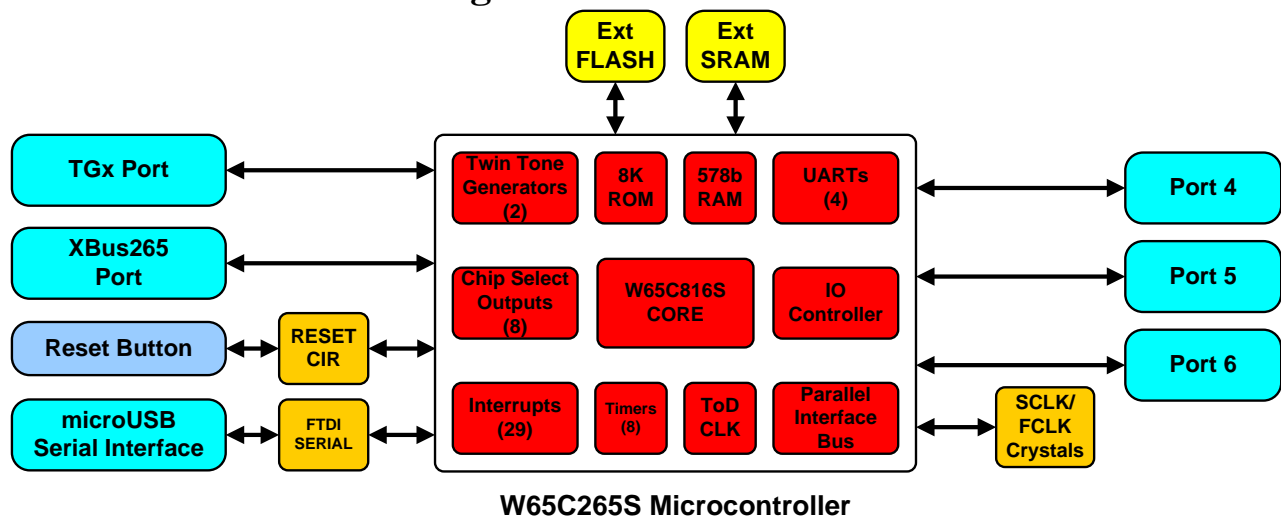 Ext
FLASH
Ext
SRAM
TGx Port
XBus265
Port
Reset Button
microUSB
Serial Interface
RESET
CIR
FTDI
SERIAL
Twin Tone
Generators
(2)
8K
ROM
578b
RAM
UARTs
(4)
Chip Select
Outputs
(8)
W65C816S
CORE
IO
Controller
Interrupts
(29)
Timers
(8)
ToD
CLK
Parallel
Interface
Bus
Port 4
Port 5
Port 6
SCLK/
FCLK
Crystals
W65C265S Microcontroller